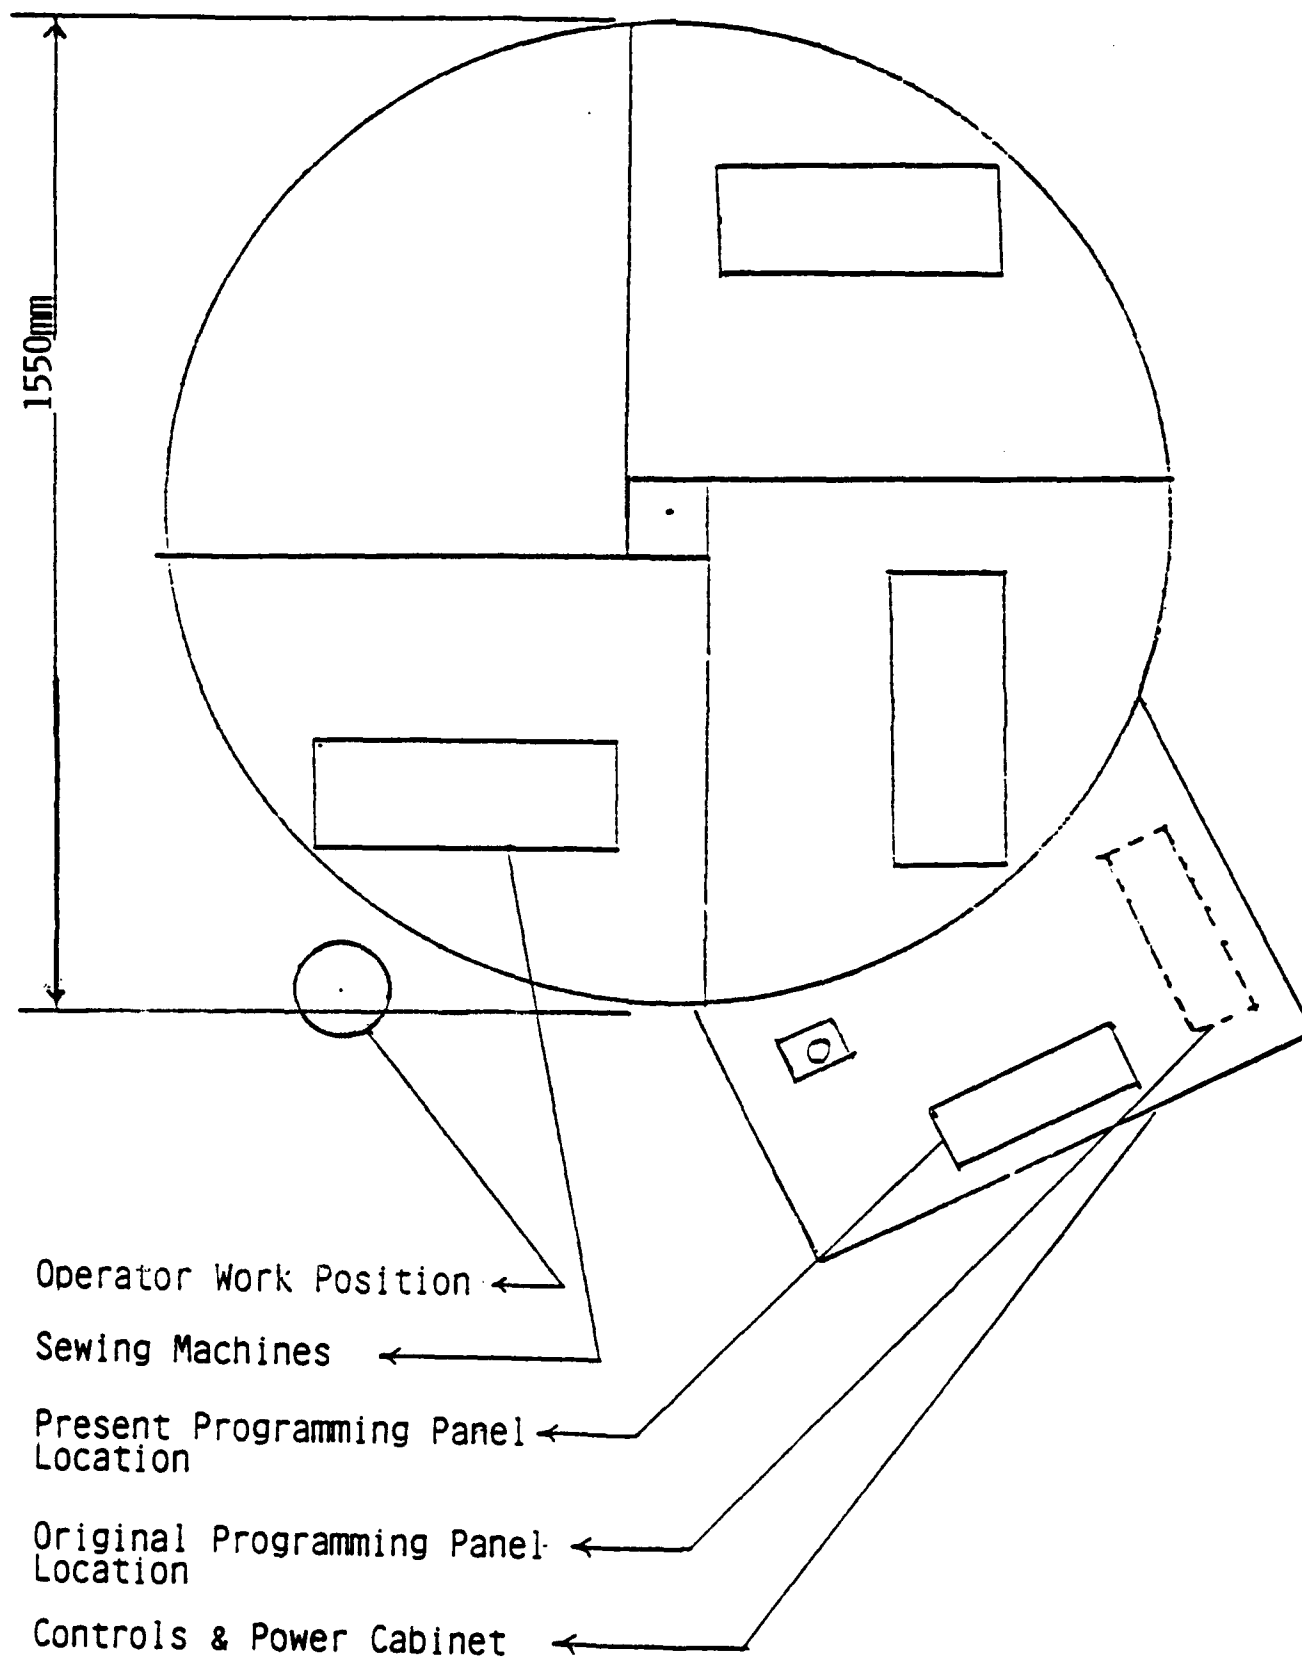 1550mm
Operator Work Position
Sewing Machines
Present Programming Panel
Location
Original Programming Panel
Location
Controls & Power Cabinet